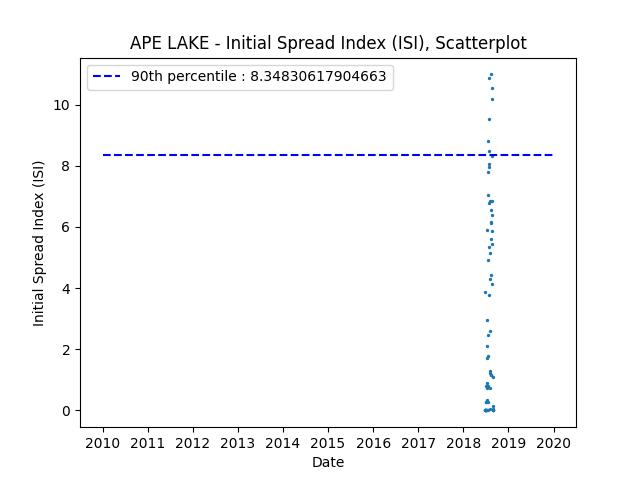 APE LAKE - Initial Spread Index (ISI), Scatterplot
90th percentile : 8.34830617904663
Initial Spread Index (ISI)
10
8
6
4
2
0
2010 2011 2012 2013 2014 2015 2016 2017 2018 2019 2020
Date